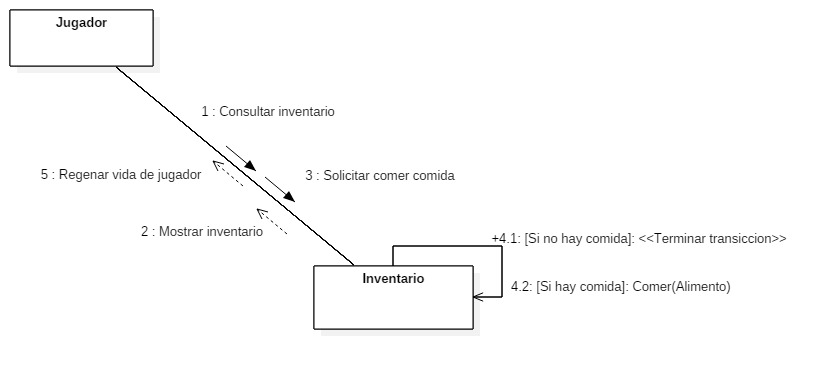 Jugador
1 : Consultar inventario
5 : Regenar vida de jugador
3 : Solicitar comer comida
2 : Mostrar inventario
+4.1: [Si no hay comida]: <<Terminar transiccion>>
Inventario
4.2: [Si hay comida]: Comer(Alimento)